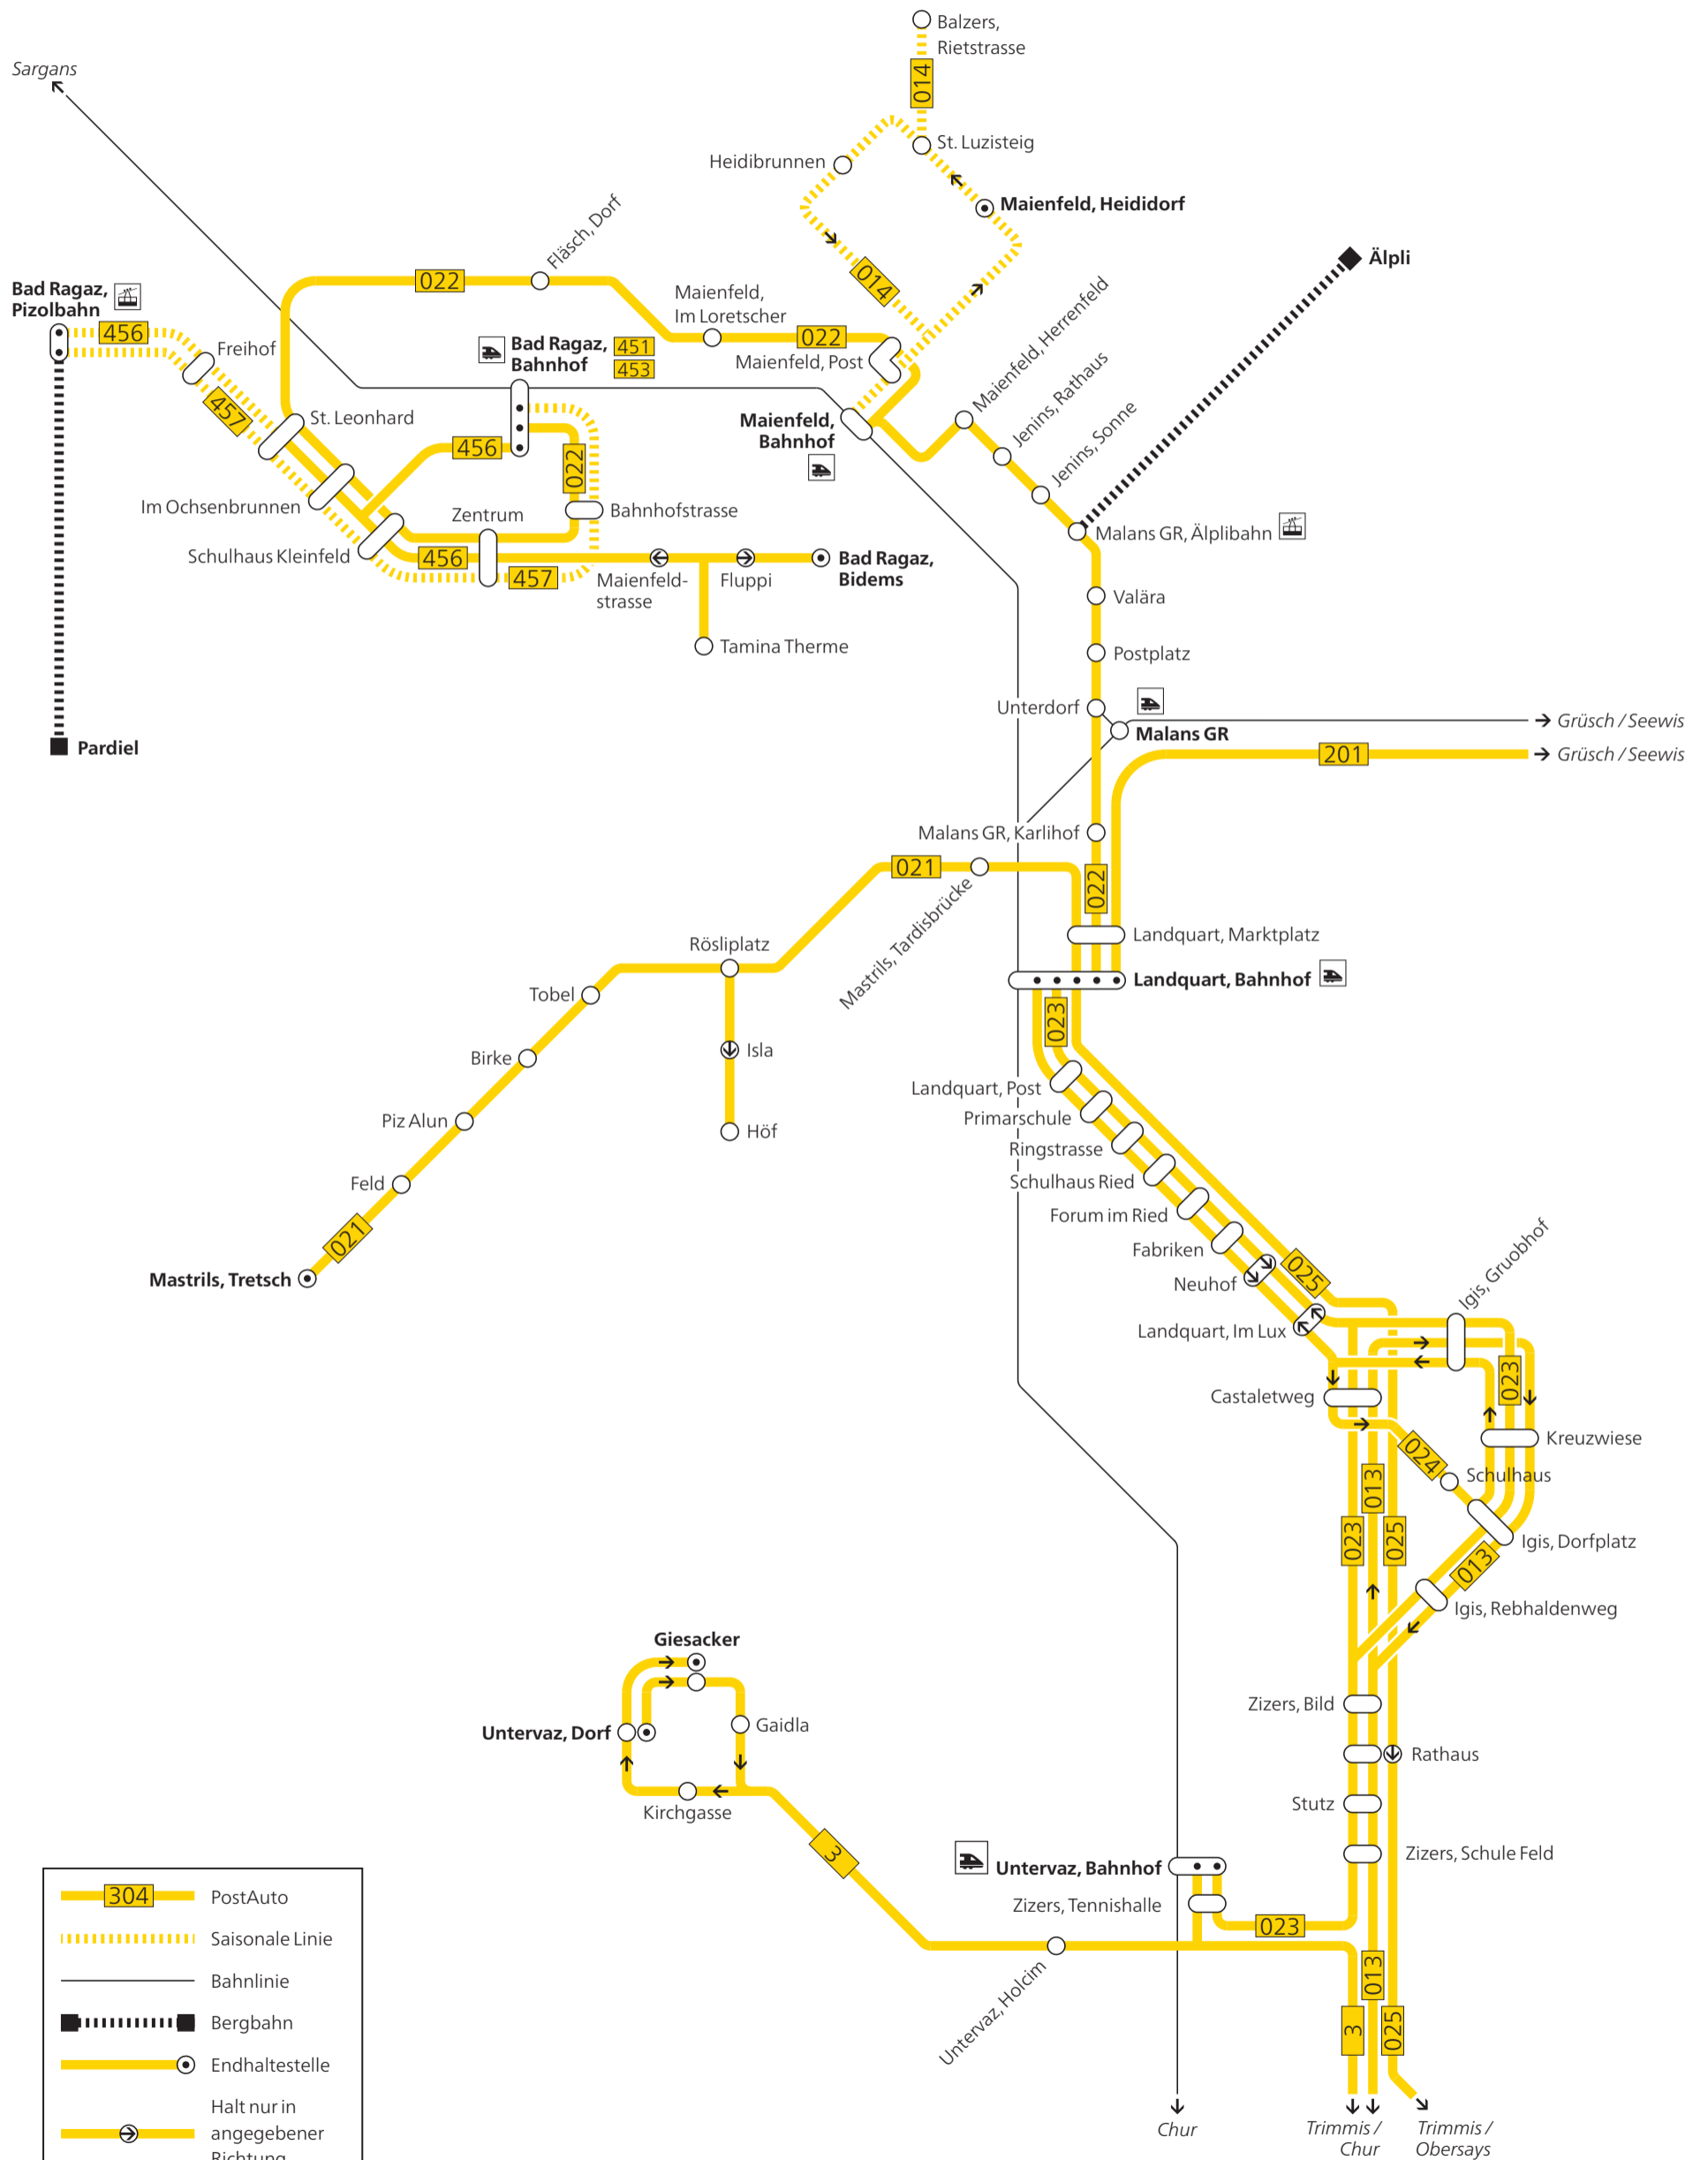 Balzers,
Rietstrasse
Sargans
014
St. Luzisteig
Heidibrunnen
Maienfeld, Heididorf
Fläsch, Dorf
Älpli
022
014
Bad Ragaz,
Pizolbahn
Maienfeld,
Im Loretscher
Maienfeld, Herrenfeld
456
022
Freihof
Bad Ragaz,
Bahnhof
451
453
Maienfeld, Post
Jenins, Rathaus
457
St. Leonhard
Maienfeld,
Bahnhof
Jenins, Sonne
456
022
Im Ochsenbrunnen
Zentrum
Bahnhofstrasse
Malans GR, Älplibahn
Schulhaus Kleinfeld
456
457
Maienfeld-
strasse
Fluppi
Bad Ragaz,
Bidems
Valära
Tamina Therme
Postplatz
Unterdorf
Malans GR
Grüsch / Seewis
Pardiel
201
Grüsch / Seewis
Malans GR, Karlihof
021
022
Mastrils, Tardisbrücke
Landquart, Marktplatz
Rösliplatz
Landquart, Bahnhof
Tobel
023
Birke
Isla
Landquart, Post
Piz Alun
Höf
Primarschule
Ringstrasse
Feld
Schulhaus Ried
Forum im Ried
021
Fabriken
Igis, Gruobhof
Mastrils, Tretsch
Neuhof
025
Landquart, Im Lux
023
Castaletweg
Kreuzwiese
024
Schulhaus
013
023
025
Igis, Dorfplatz
013
Igis, Rebhaldenweg
Giesacker
Zizers, Bild
Untervaz, Dorf
Gaidla
Rathaus
Kirchgasse
Stutz
3
Zizers, Schule Feld
Untervaz, Bahnhof
Zizers, Tennishalle
023
Untervaz, Holcim
013
3
025
Chur
Trimmis /
Chur
Trimmis /
Obersays
304
PostAuto
Saisonale Linie
Bahnlinie
Bergbahn
Endhaltestelle
Halt nur in
angegebener
Richtung